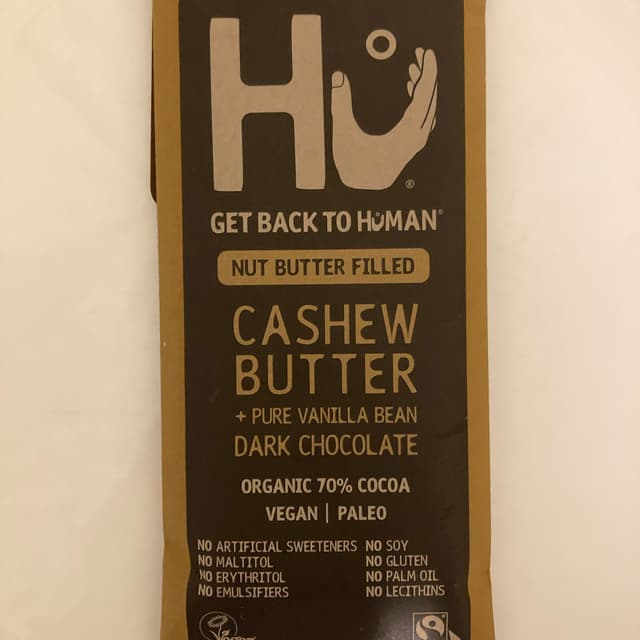 HU
®
GET BACK TO HUMAN®
NUT BUTTER FILLED
CASHEW
BUTTER
+ PURE VANILLA BEAN
DARK CHOCOLATE
ORGANIC 70% COCOA
VEGAN | PALEO
NO ARTIFICIAL SWEETENERS
NO MALTITOL
NO ERYTHRITOL
NO EMULSIFIERS
NO SOY
NO GLUTEN
NO PALM OIL
NO LECITHINS